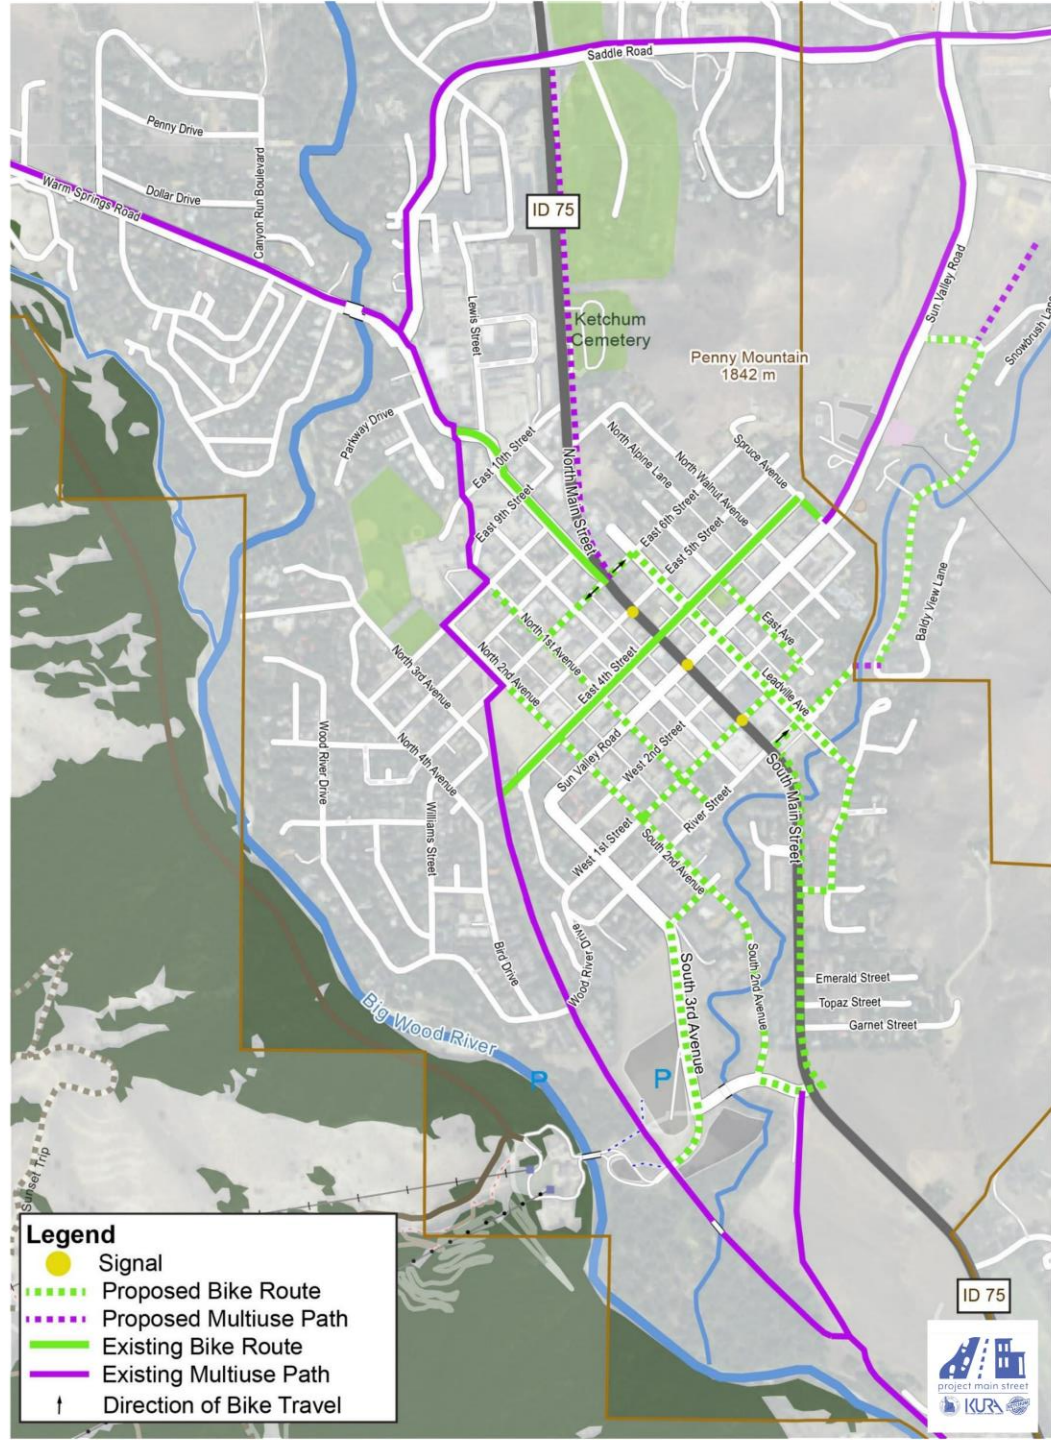 Saddle Road
Penny Drive
Canyon Run Boulevard
Dollar Drive
Warm Springs Road
ID 75
Sun Valley Road
Lewis Street
Snowbrush Lane
Ketchum
Cemetery
Penny Mountain
1842 m
Parkway Drive
East 10th Street
North Main Street
North Alpine Lane
North Walnut Avenue
Spruce Avenue
East 9th Street
East 6th Street
East 5th Street
Baldy View Lane
North 1st Avenue
East Ave
North 3rd Avenue
North 2nd Avenue
East 4th Street
Leadville Ave
Wood River Drive
North 4th Avenue
Sun Valley Road
West 2nd Street
South Main Street
Williams Street
River Street
West 1st Street
South 2nd Avenue
Bird Drive
Wood River Drive
South 3rd Avenue
South 2nd Avenue
Emerald Street
Topaz Street
Garnet Street
Big Wood River
P
P
Sunset Trip
Legend
Signal
Proposed Bike Route
Proposed Multiuse Path
Existing Bike Route
Existing Multiuse Path
Direction of Bike Travel
ID 75
project main street
KURA